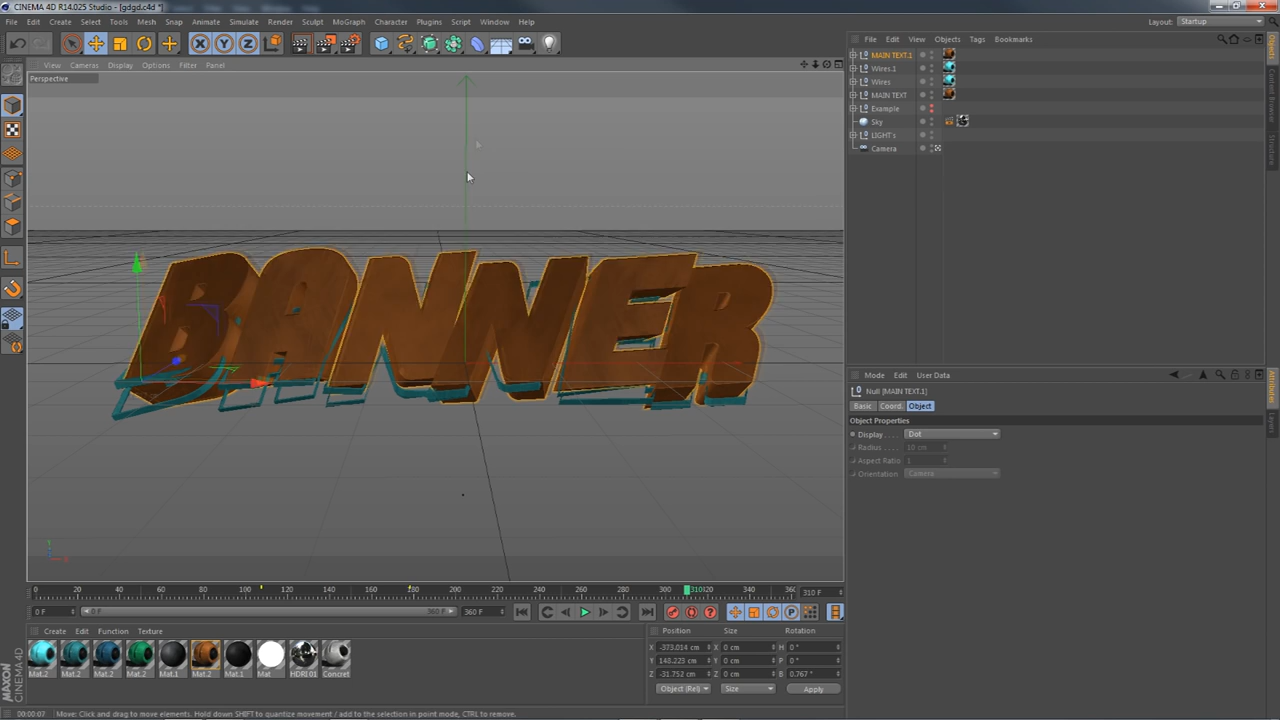 CINEMA 4D R14.025 Studio - [gdgd.c4d *]
File Edit Create Select Tools Mesh Snap Animate Simulate Render Sculpt MoGraph Character Plugins Script Window Help
Layout: Startup
X Y Z
File Edit View Objects Tags Bookmarks
View Cameras Display Options Filter Panel
Perspective
MAIN TEXT.1
Wires.1
Wires
MAIN TEXT
Example
Sky
LIGHT's
Camera
Objects
Content Browser
Structure
BANNER
Y
X
Mode Edit User Data
Null [MAIN TEXT.1]
Basic Coord. Object
Object Properties
Display . . . . Dot
Radius . . . . . 10 cm
Aspect Ratio 1
Orientation . Camera
Attributes
Layers
0 20 40 60 80 100 120 140 160 180 200 220 240 260 280 300 310 320 340 360
310 F
0 F 0 F 360 F 360 F
P
Create Edit Function Texture
Mat.2 Mat.2 Mat.2 Mat.2 Mat.1 Mat.2 Mat.1 Mat HDRI 01 Concret
Position Size Rotation
X -373.014 cm X 0 cm H 0 °
Y 148.223 cm Y 0 cm P 0 °
Z -31.752 cm Z 0 cm B 0.767 °
Object (Rel) Size Apply
MAXON
CINEMA 4D
00:00:07 Move: Click and drag to move elements. Hold down SHIFT to quantize movement / add to the selection in point mode, CTRL to remove.